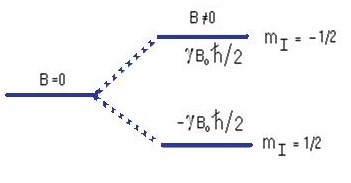 B≠0
m_I = -1/2
γB₀ħ/2
B=0
-γB₀ħ/2
m_I = 1/2